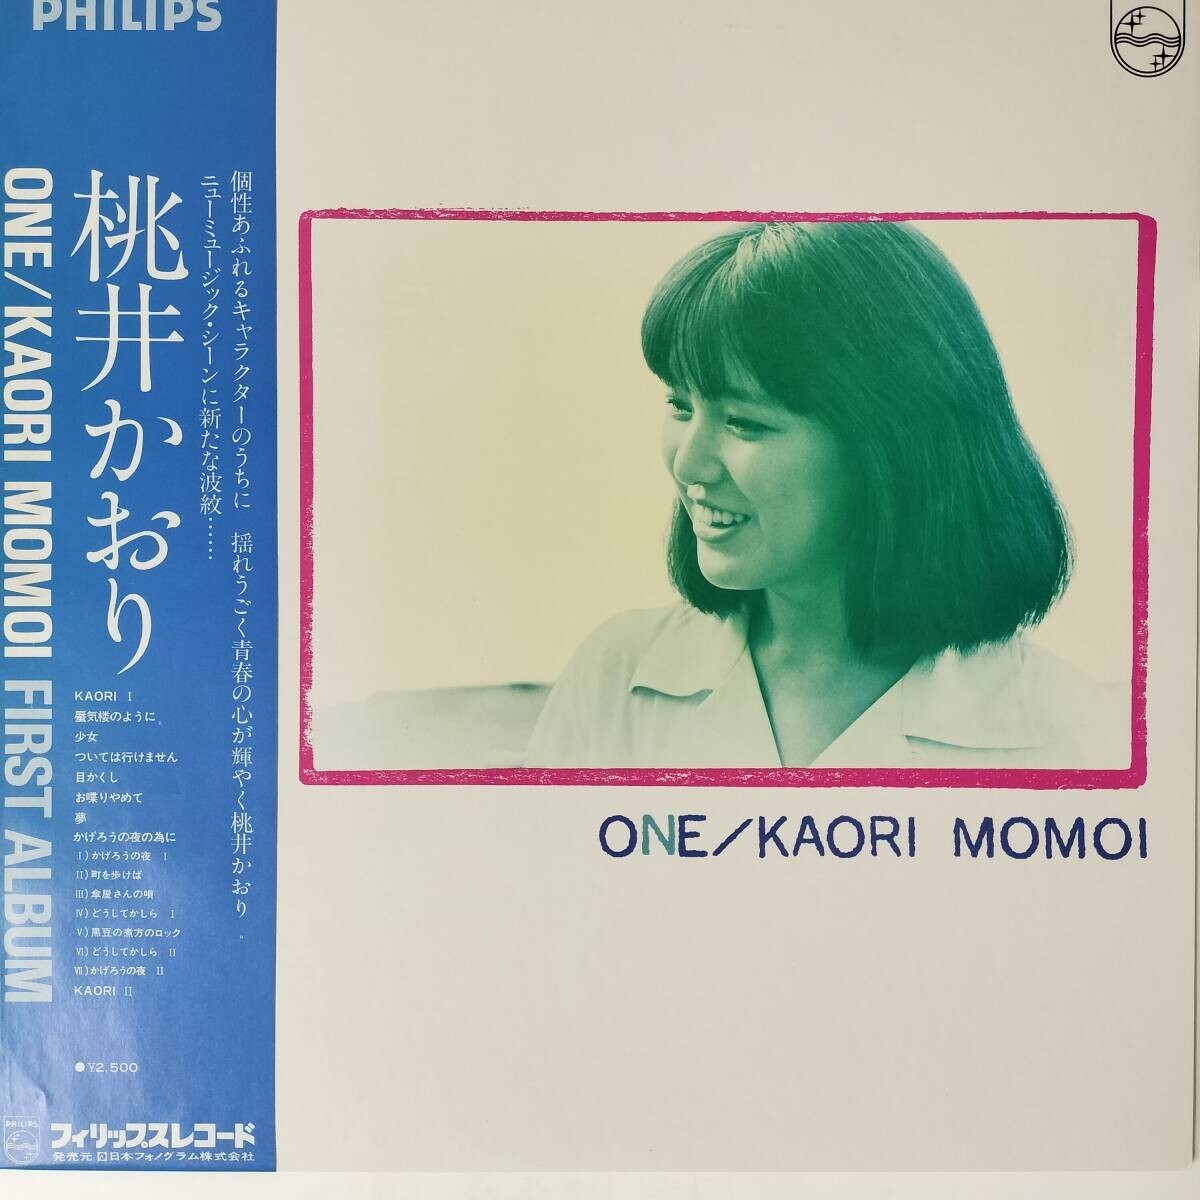 PHILIPS
ONE/KAORI MOMOI FIRST ALBUM
桃井かおり
個性あふれるキャラクターのうちに 揺れうごく青春の心が輝やく桃井かおり。
ニューミュージック・シーンに新たな波紋……
KAORI I
蜃気楼のように。
少女
ついては行けません
目かくし
お喋りやめて
夢
かげろうの夜の為に
I)かげろうの夜 I
II)町を歩けば
III)傘屋さんの唄
IV)どうしてかしら I
V)黒豆の煮方のロック
VI)どうしてかしら II
VII)かげろうの夜 II
KAORI II
●¥2,500
PHILIPS
フィリップスレコード
発売元 日本フォノグラム株式会社
ONE/KAORI MOMOI